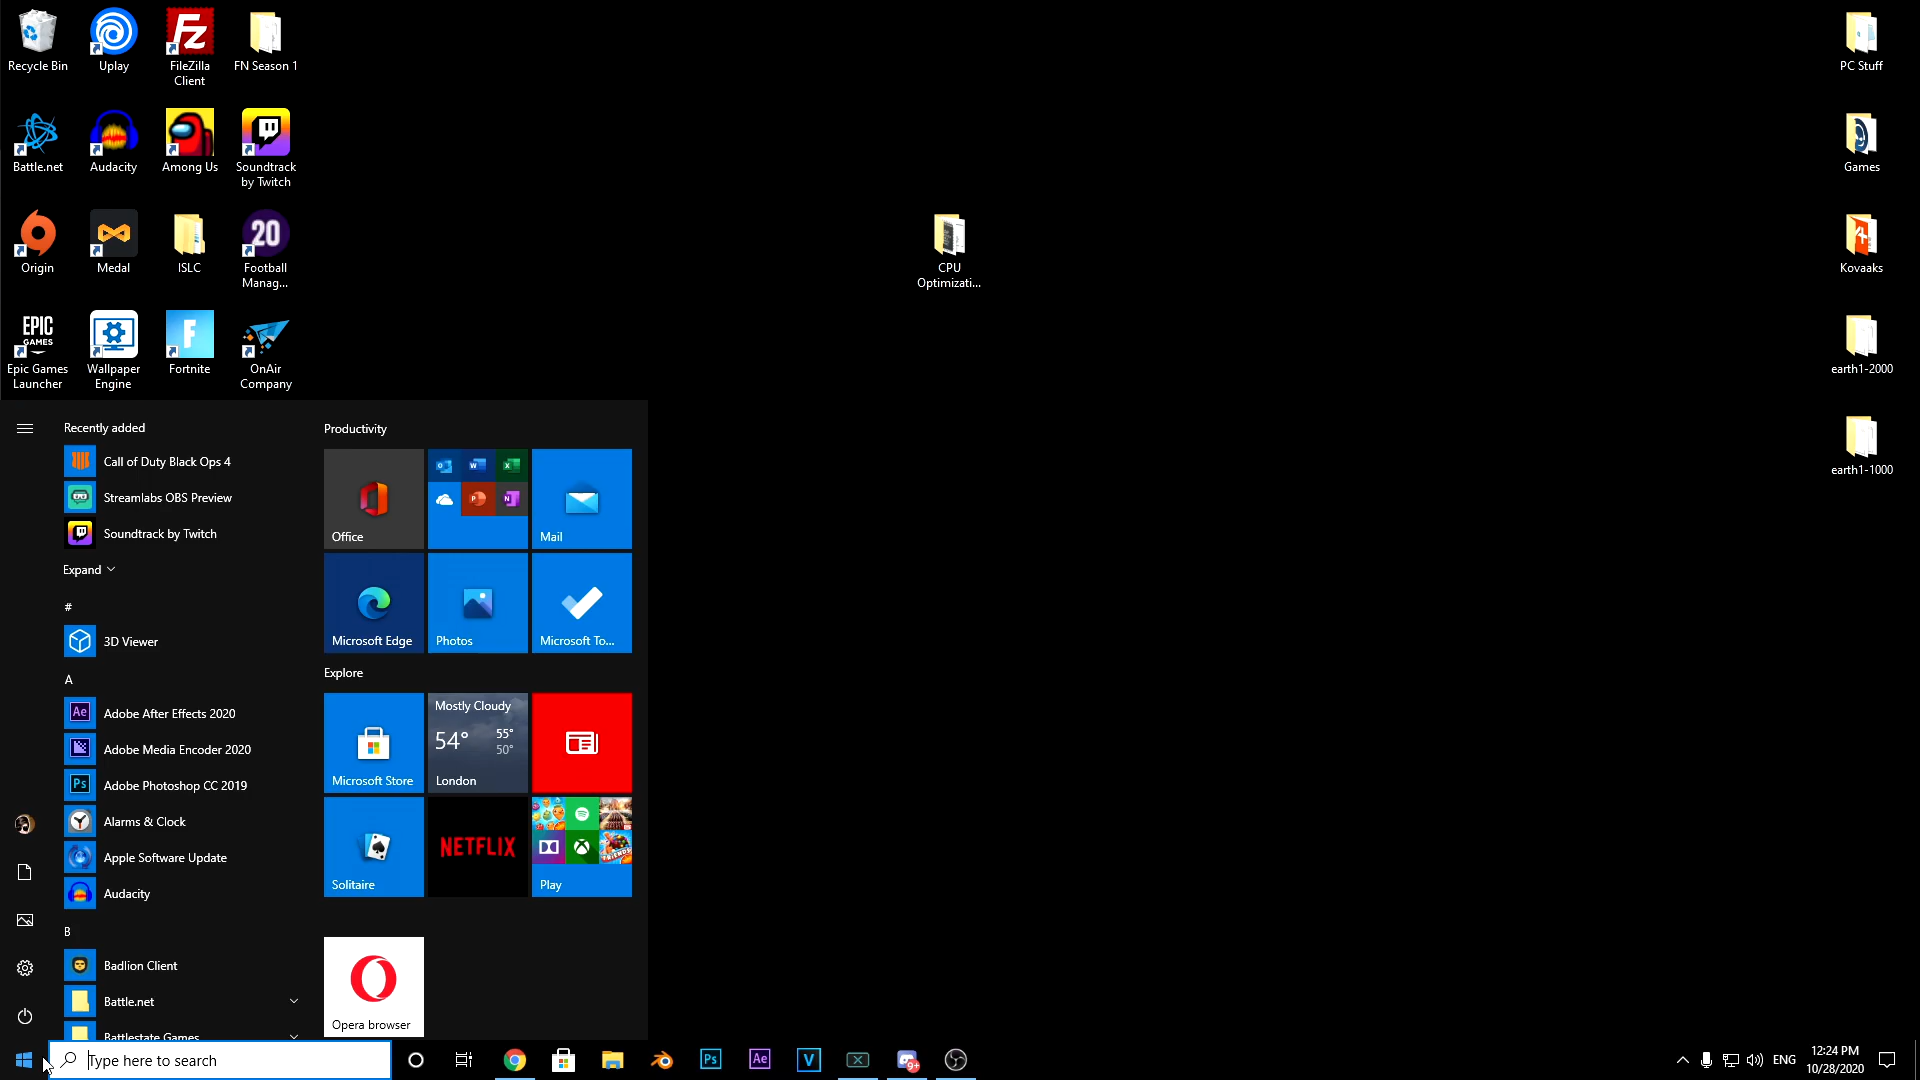 Recycle Bin
Uplay
FileZilla
Client
FN Season 1
Battle.net
Audacity
Among Us
Soundtrack
by Twitch
Origin
Medal
ISLC
20
Football
Manag...
EPIC
GAMES
Epic Games
Launcher
Wallpaper
Engine
Fortnite
OnAir
Company
CPU
Optimizati...
PC Stuff
Games
Kovaaks
earth1-2000
earth1-1000
Recently added
Call of Duty Black Ops 4
Streamlabs OBS Preview
Soundtrack by Twitch
Expand
#
3D Viewer
A
Ae
Adobe After Effects 2020
Adobe Media Encoder 2020
Ps
Adobe Photoshop CC 2019
Alarms & Clock
Apple Software Update
Audacity
B
Badlion Client
Battle.net
Battlestate Games
Productivity
Office
Mail
Microsoft Edge
Photos
Microsoft To...
Explore
Microsoft Store
Mostly Cloudy
54°
55°
50°
London
Solitaire
NETFLIX
Play
Opera browser
Type here to search
Ps
Ae
V
9+
ENG
12:24 PM
10/28/2020